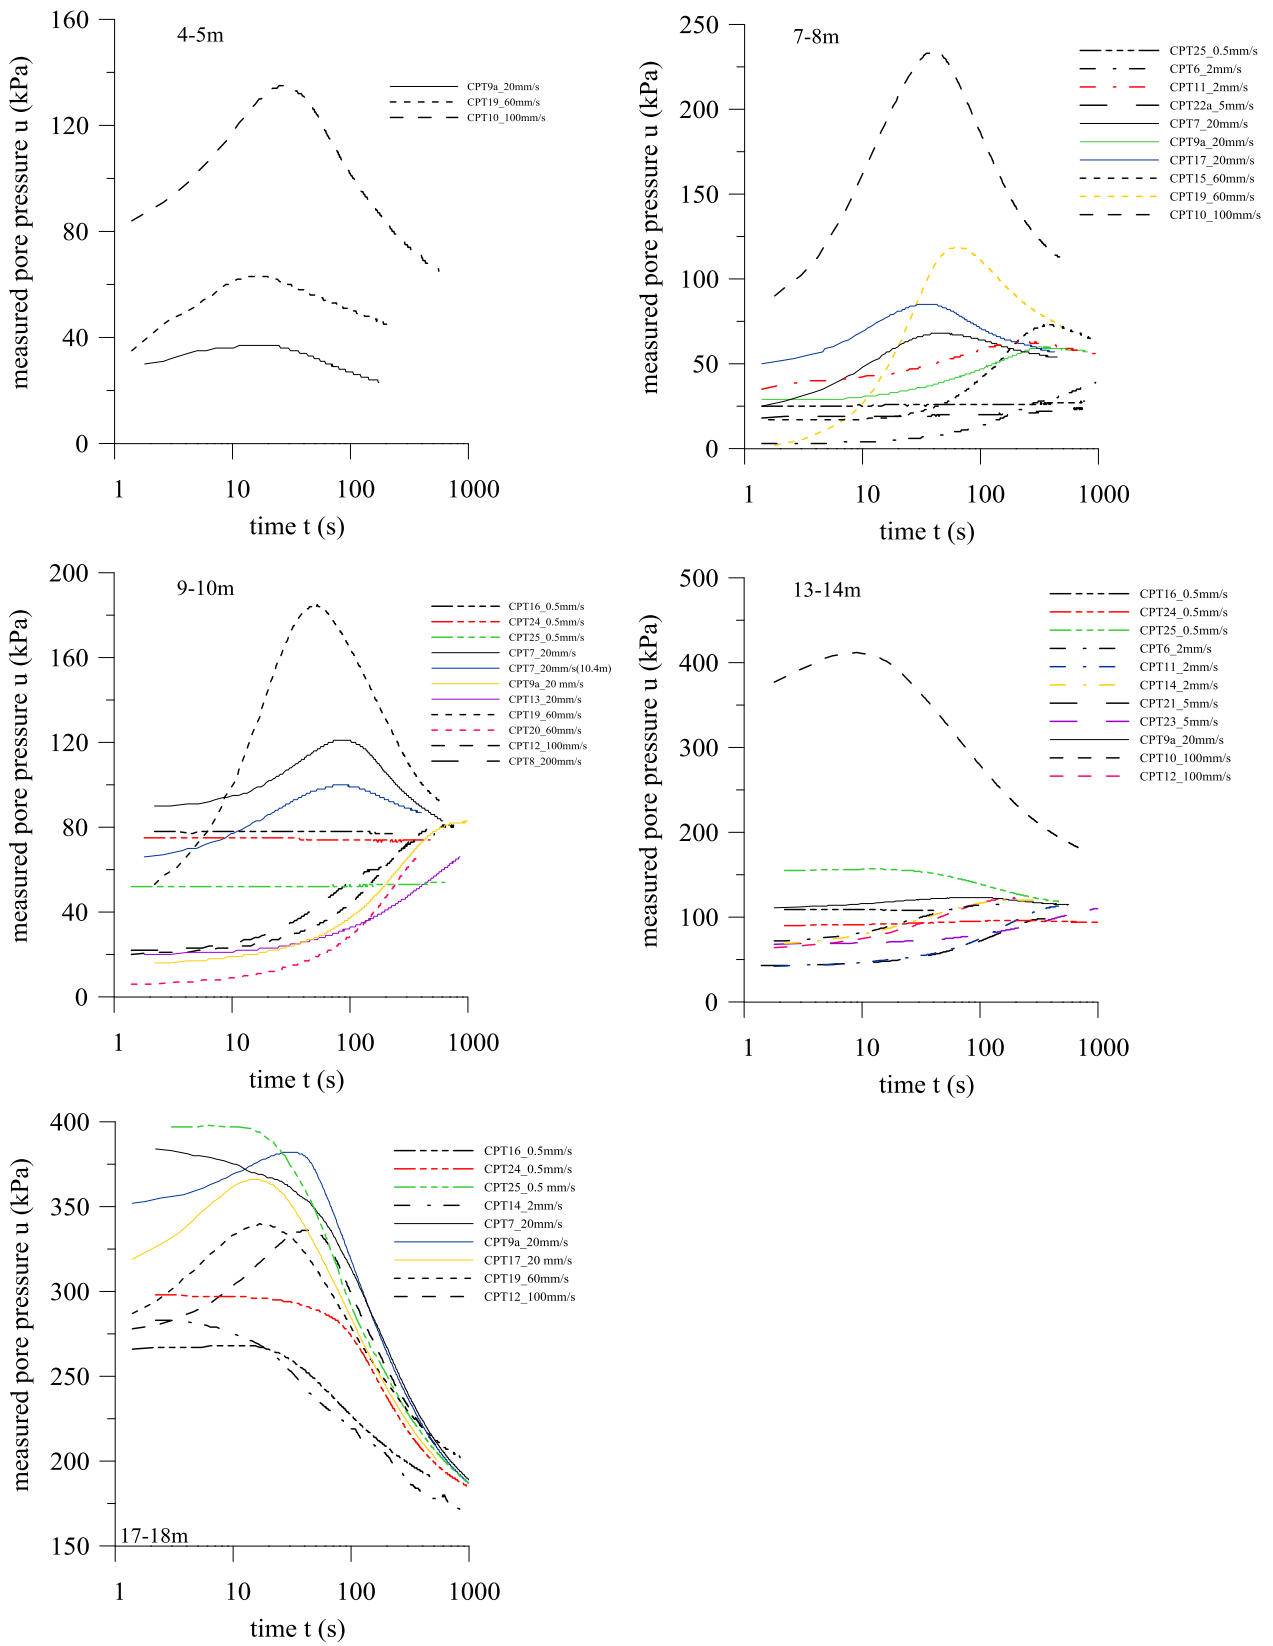 4-5m
measured pore pressure u (kPa)
160
120
80
40
0
1 10 100 1000
time t (s)
CPT9a_20mm/s
CPT19_60mm/s
CPT10_100mm/s
7-8m
measured pore pressure u (kPa)
250
200
150
100
50
0
1 10 100 1000
time t (s)
CPT25_0.5mm/s
CPT6_2mm/s
CPT11_2mm/s
CPT22a_5mm/s
CPT7_20mm/s
CPT9a_20mm/s
CPT17_20mm/s
CPT15_60mm/s
CPT19_60mm/s
CPT10_100mm/s
9-10m
measured pore pressure u (kPa)
200
160
120
80
40
0
1 10 100 1000
time t (s)
CPT16_0.5mm/s
CPT24_0.5mm/s
CPT25_0.5mm/s
CPT7_20mm/s
CPT7_20mm/s(10.4m)
CPT9a_20 mm/s
CPT13_20mm/s
CPT19_60mm/s
CPT20_60mm/s
CPT12_100mm/s
CPT8_200mm/s
13-14m
measured pore pressure u (kPa)
500
400
300
200
100
0
1 10 100 1000
time t (s)
CPT16_0.5mm/s
CPT24_0.5mm/s
CPT25_0.5mm/s
CPT6_2mm/s
CPT11_2mm/s
CPT14_2mm/s
CPT21_5mm/s
CPT23_5mm/s
CPT9a_20mm/s
CPT10_100mm/s
CPT12_100mm/s
17-18m
measured pore pressure u (kPa)
400
350
300
250
200
150
1 10 100 1000
time t (s)
CPT16_0.5mm/s
CPT24_0.5mm/s
CPT25_0.5 mm/s
CPT14_2mm/s
CPT7_20mm/s
CPT9a_20mm/s
CPT17_20 mm/s
CPT19_60mm/s
CPT12_100mm/s